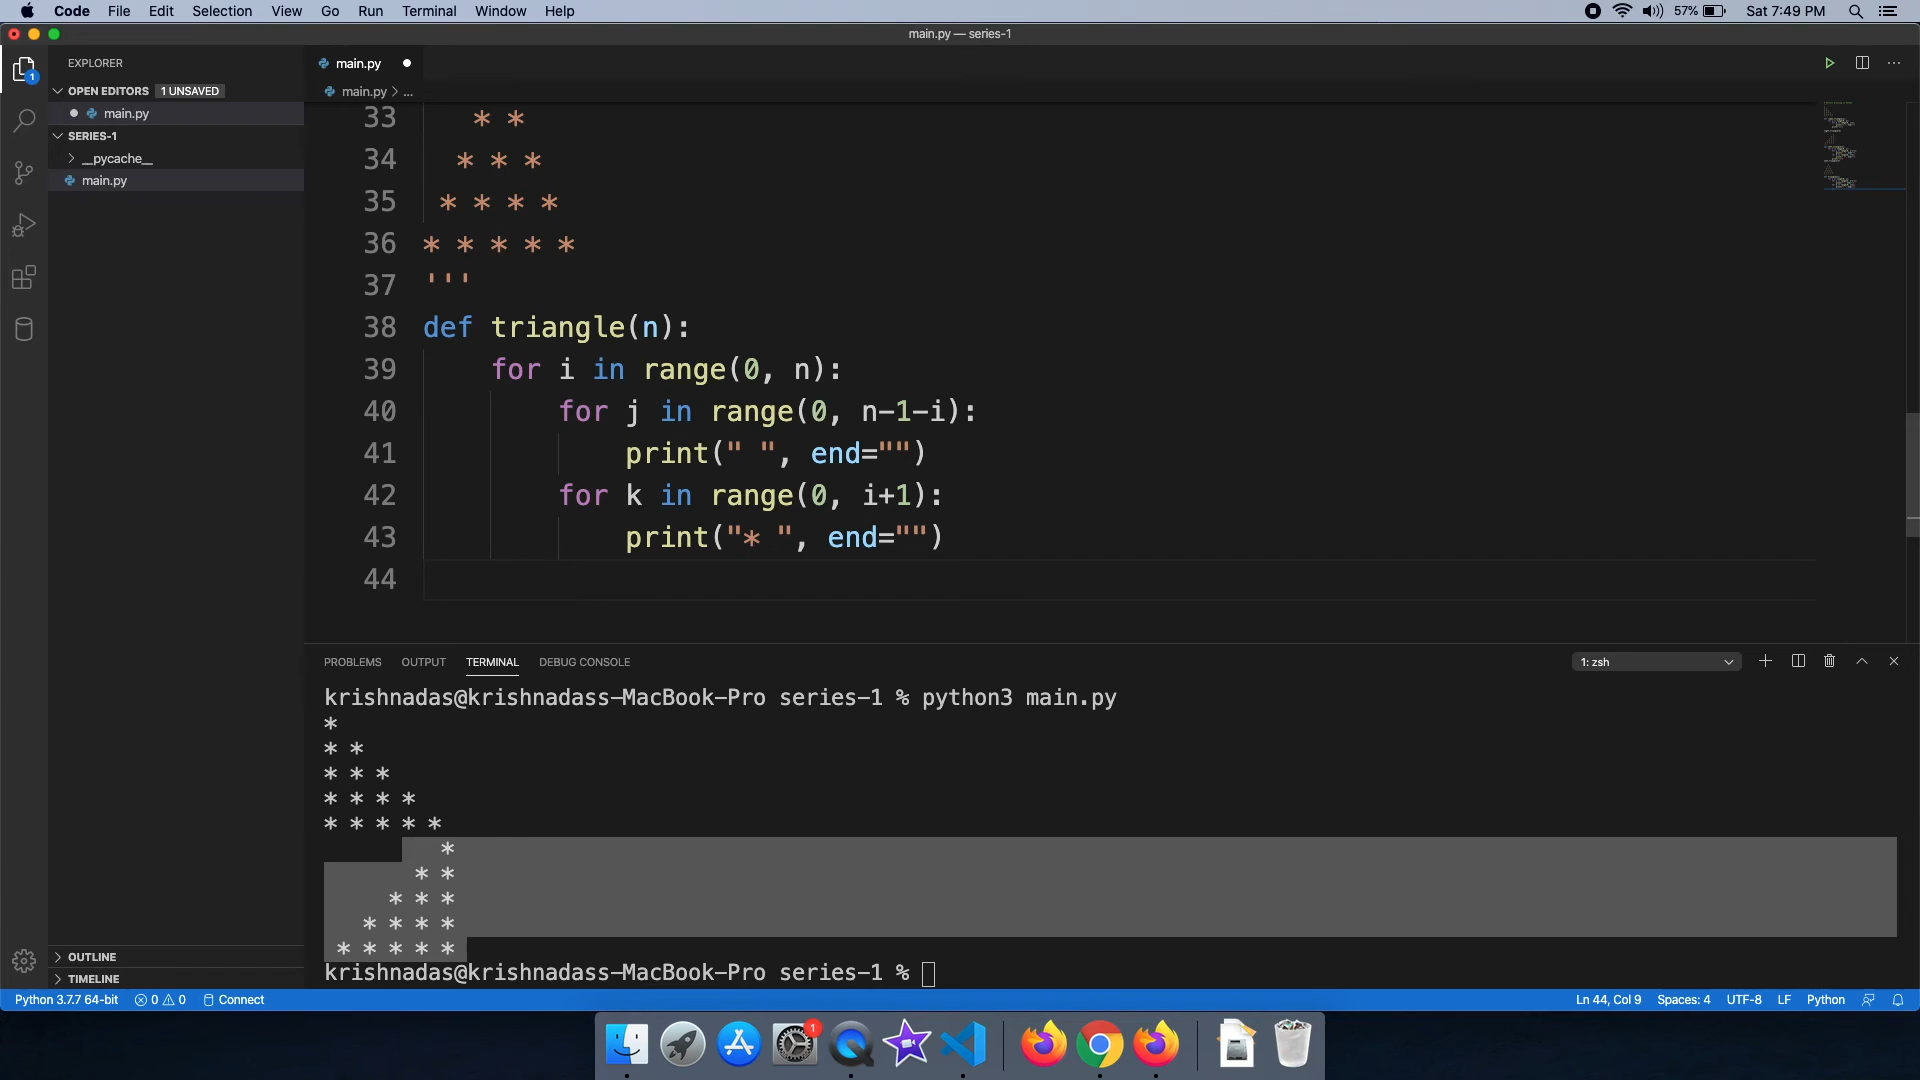 Code File Edit Selection View Go Run Terminal Window Help 57% Sat 7:49 PM
main.py — series-1
EXPLORER
main.py
OPEN EDITORS 1 UNSAVED
main.py > ...
main.py
SERIES-1
__pycache__
main.py
1
33 * *
34 * * *
35 * * * *
36 * * * * *
37 '''
38 def triangle(n):
39 for i in range(0, n):
40 for j in range(0, n-1-i):
41 print(" ", end="")
42 for k in range(0, i+1):
43 print("* ", end="")
44
PROBLEMS OUTPUT TERMINAL DEBUG CONSOLE 1: zsh
krishnadas@krishnadass-MacBook-Pro series-1 % python3 main.py
*
* *
* * *
* * * *
* * * * *
*
* *
* * *
* * * *
* * * * *
krishnadas@krishnadass-MacBook-Pro series-1 %
OUTLINE
TIMELINE
Python 3.7.7 64-bit 0 0 Connect Ln 44, Col 9 Spaces: 4 UTF-8 LF Python
1